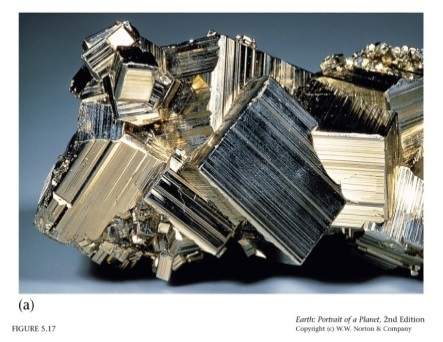 (a)
Earth: Portrait of a Planet, 2nd Edition
FIGURE 5.17
Copyright (c) W.W. Norton & Company